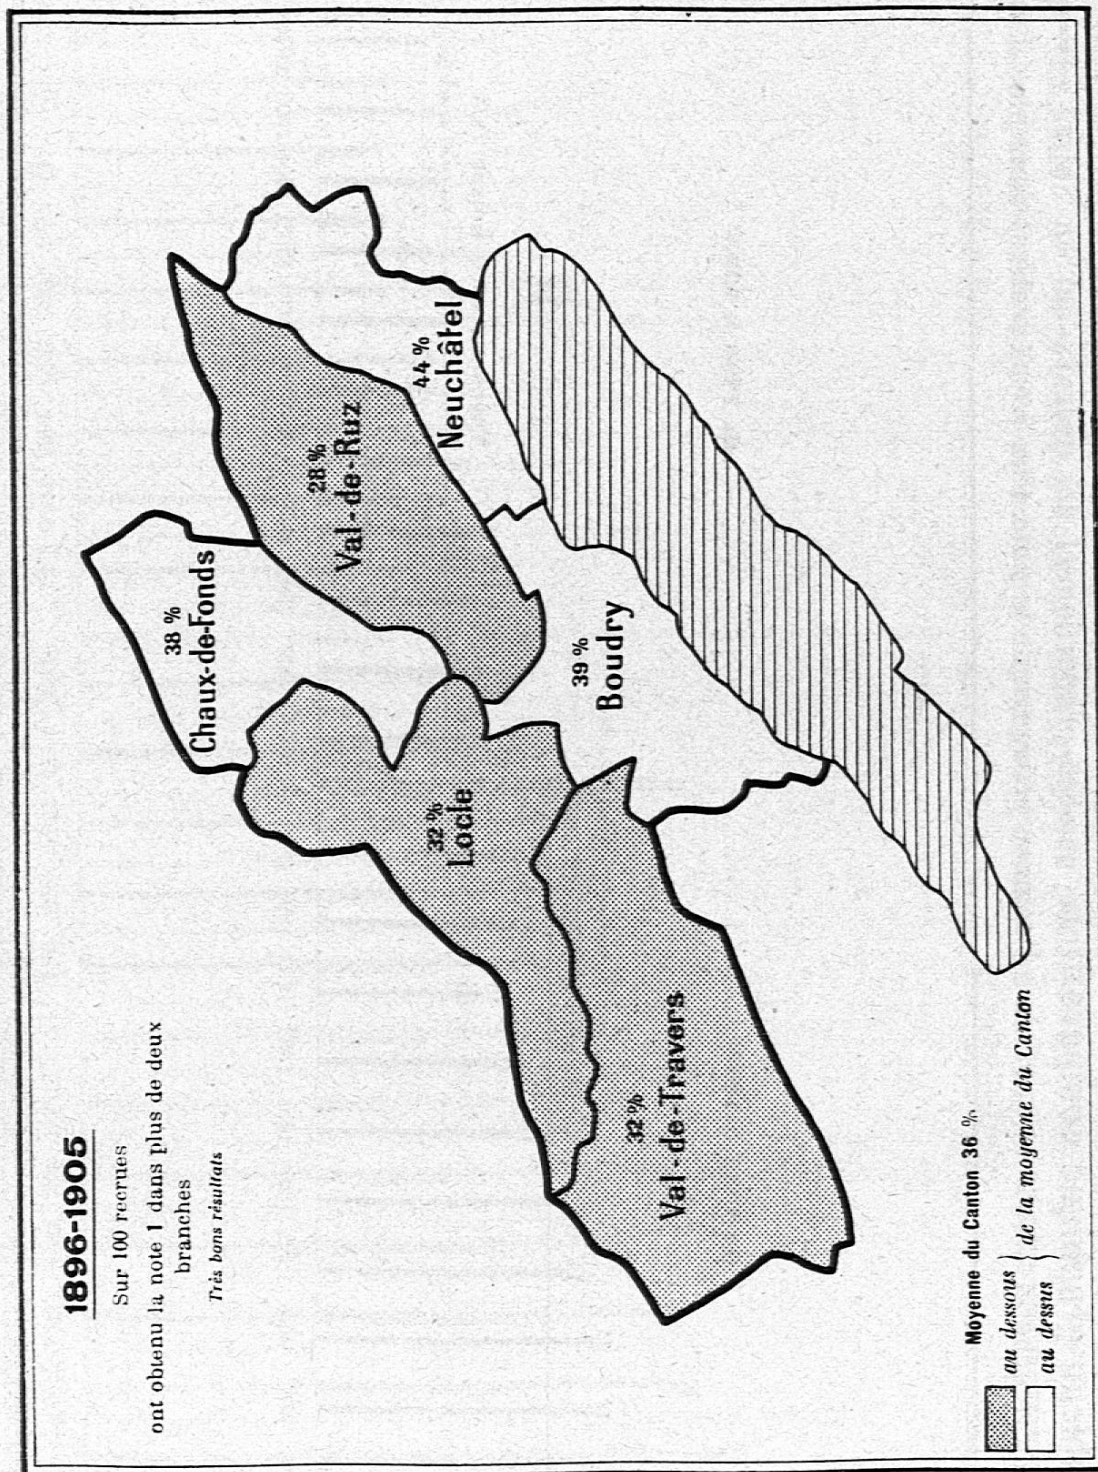 1896-1905
Sur 100 recrues
ont obtenu la note 1 dans plus de deux
branches
Très bons résultats
38 %
Chaux-de-Fonds
28 %
Val-de-Ruz
44 %
Neuchâtel
32 %
Locle
39 %
Boudry
32 %
Val-de-Travers
Moyenne du Canton 36 %
au dessous } de la moyenne du Canton
au dessus